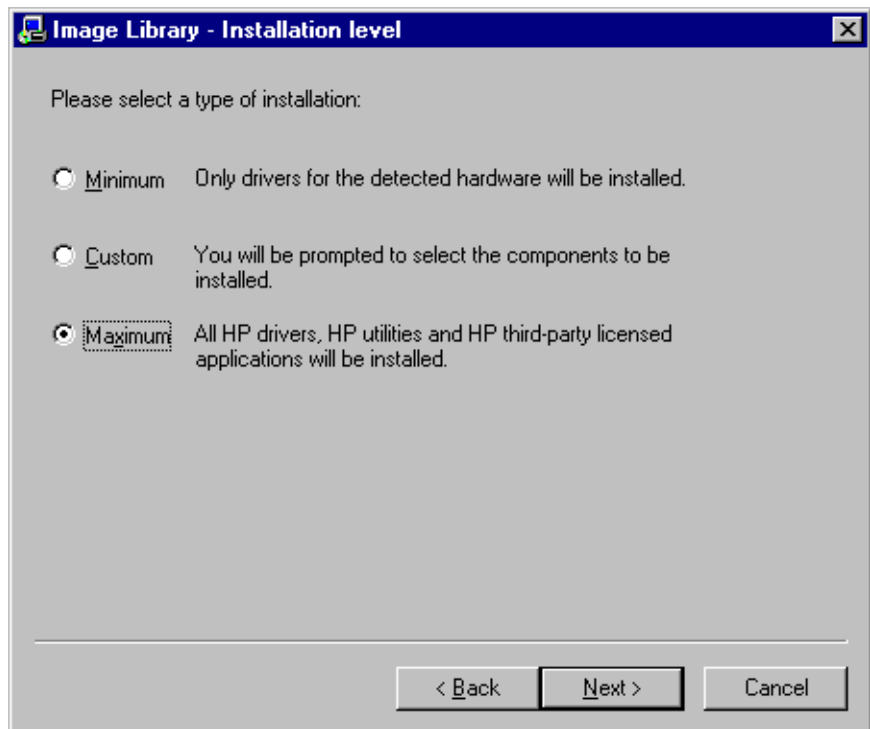 Image Library - Installation level
Please select a type of installation:
Minimum Only drivers for the detected hardware will be installed.
Custom You will be prompted to select the components to be
installed.
Maximum All HP drivers, HP utilities and HP third-party licensed
applications will be installed.
< Back Next > Cancel